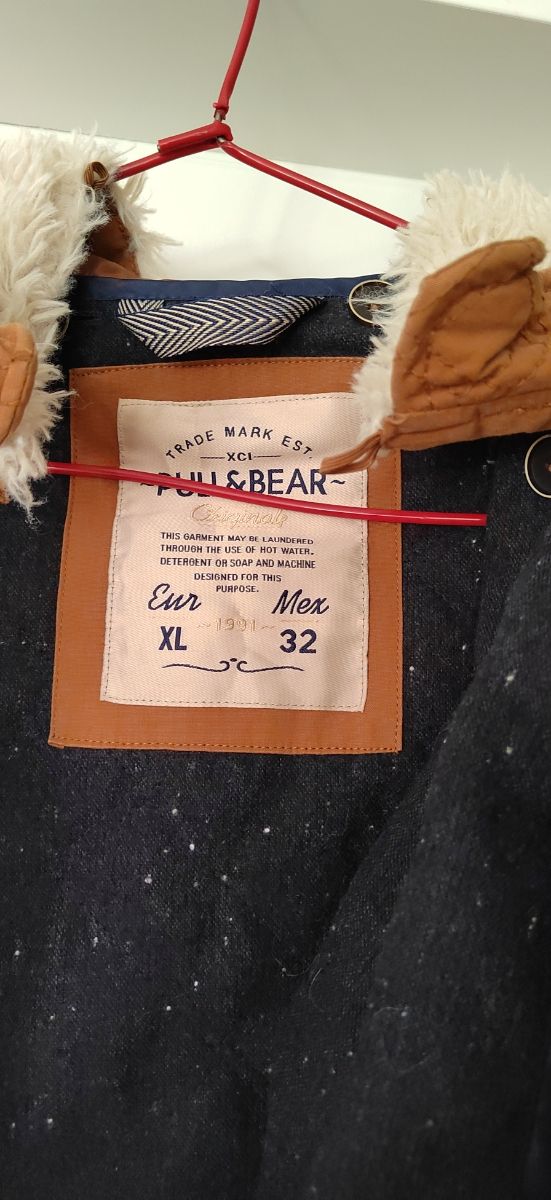 TRADE MARK EST.
XCI
~PULL&BEAR~
Originals
THIS GARMENT MAY BE LAUNDERED
THROUGH THE USE OF HOT WATER.
DETERGENT OR SOAP AND MACHINE
DESIGNED FOR THIS
PURPOSE.
Eur Mex
~1991~
XL 32